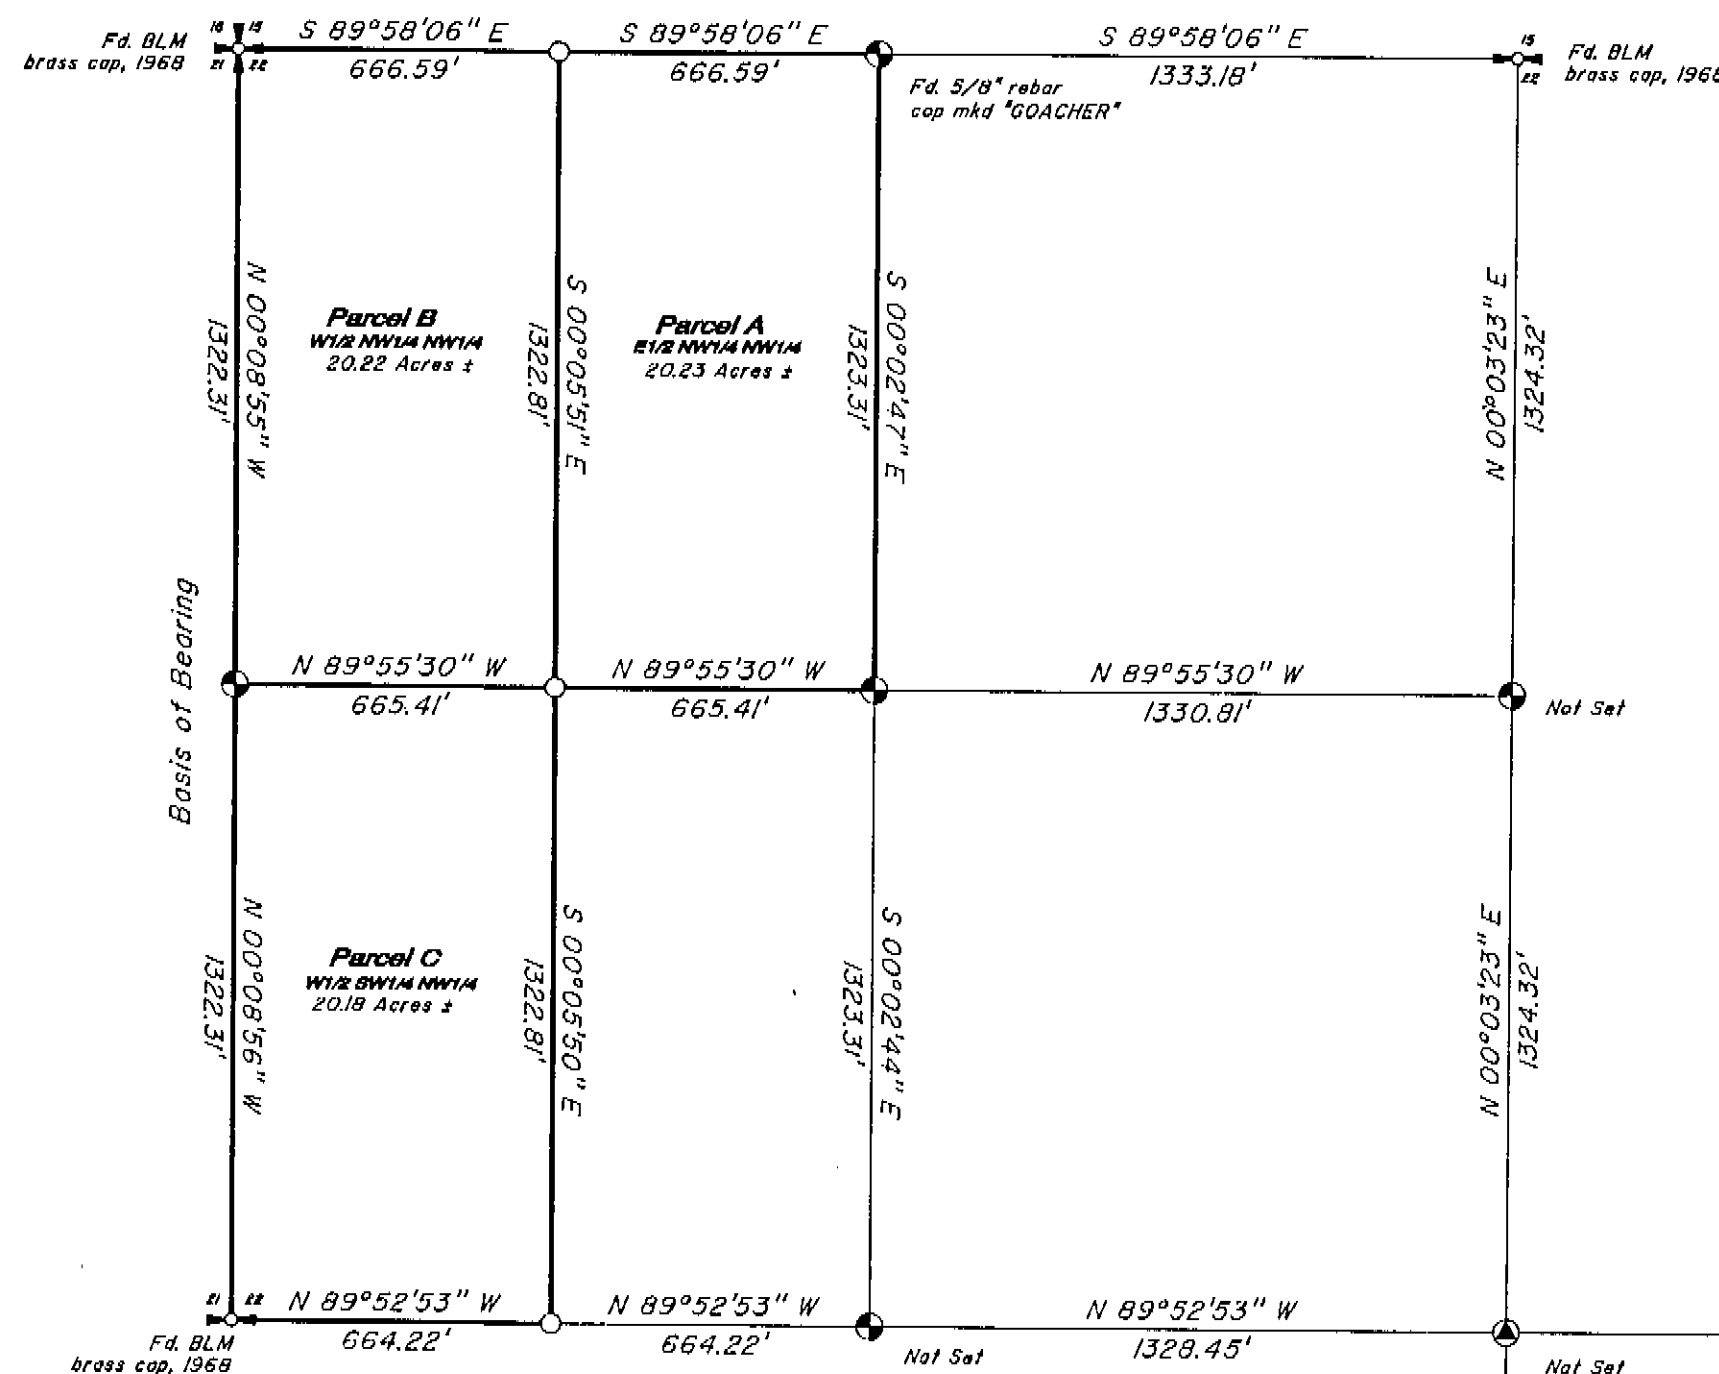 S 89°58'06" E
666.59'
S 89°58'06" E
666.59'
S 89°58'06" E
1333.18'
Fd. BLM
brass cap, 1968
16 15
21 22
15
22
Fd. BLM
brass cap, 1968
Fd. 5/8" rebar
cap mkd "GOACHER"
N 00°08'55" W
1322.31'
Parcel B
W1/2 NW1/4 NW1/4
20.22 Acres ±
S 00°05'51" E
1322.81'
Parcel A
E1/2 NW1/4 NW1/4
20.23 Acres ±
S 00°02'47" E
1323.31'
N 00°03'23" E
1324.32'
Basis of Bearing
N 89°55'30" W
665.41'
N 89°55'30" W
665.41'
N 89°55'30" W
1330.81'
Not Set
N 00°08'56" W
1322.31'
Parcel C
W1/2 SW1/4 NW1/4
20.18 Acres ±
S 00°05'50" E
1322.81'
S 00°02'44" E
1323.31'
N 00°03'23" E
1324.32'
21 22
Fd. BLM
brass cap, 1968
N 89°52'53" W
664.22'
N 89°52'53" W
664.22'
Not Set
N 89°52'53" W
1328.45'
Not Set